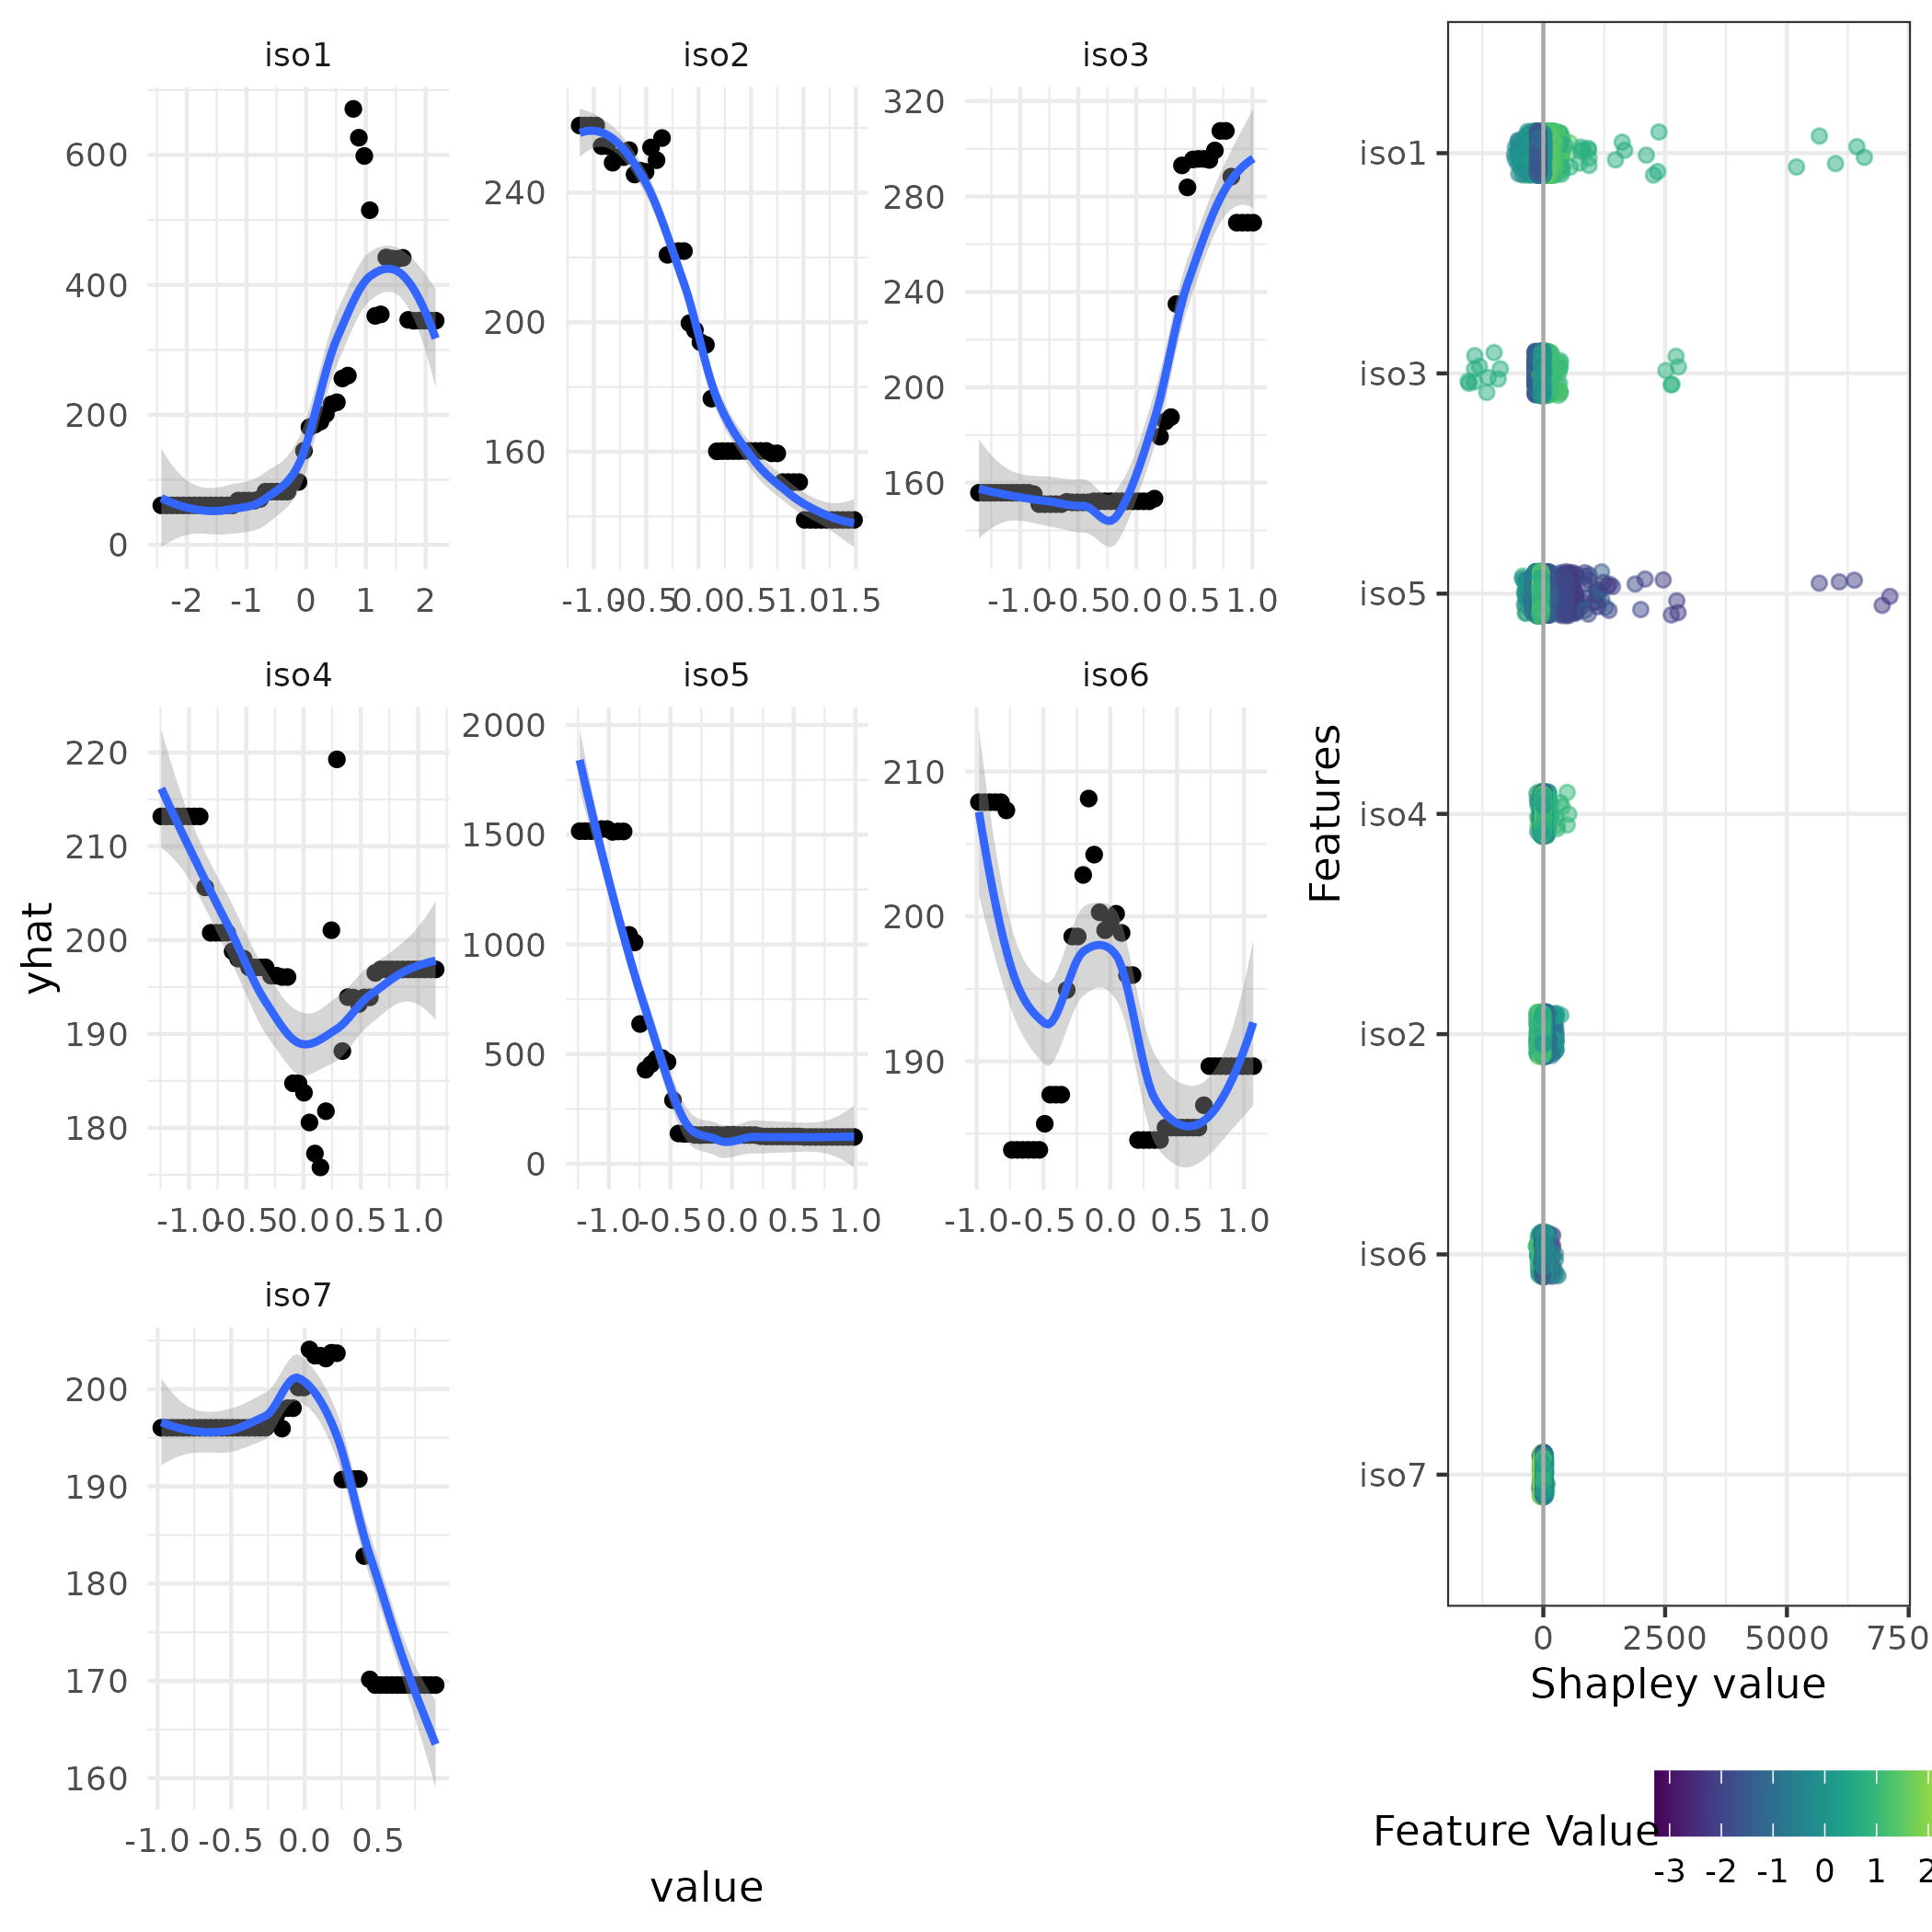 iso1 iso2 iso3
600
400
200
0
-2 -1 0 1 2
240
200
160
-1.0 -0.5 0.0 0.5 1.0 1.5
320
280
240
200
160
-1.0 -0.5 0.0 0.5 1.0
iso4 iso5 iso6
220
210
200
190
180
-1.0 -0.5 0.0 0.5 1.0
2000
1500
1000
500
0
-1.0 -0.5 0.0 0.5 1.0
210
200
190
-1.0 -0.5 0.0 0.5 1.0
iso7
200
190
180
170
160
-1.0 -0.5 0.0 0.5
yhat
value
Features
iso1
iso3
iso5
iso4
iso2
iso6
iso7
0 2500 5000 750
Shapley value
Feature Value
-3 -2 -1 0 1 2